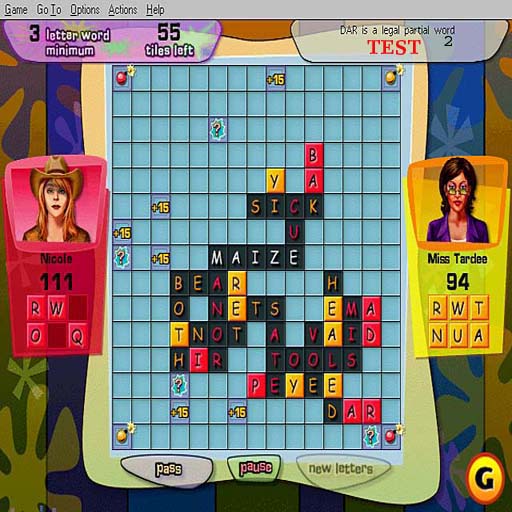 Game Go To Options Actions Help
3 letter word minimum
55 tiles left
DAR is a legal partial word
TEST 2
+15
B
Y A
+15 S I C K
+15 U
+15 M A I Z E
B E A R H
O N E T S E M A
T N O T A V A I D
H I R T O O L S
P E Y E E
+15 +15 D A R
Nicole
111
R W
O Q
Miss Tardee
94
R W T
N U A
pass pause new letters
G